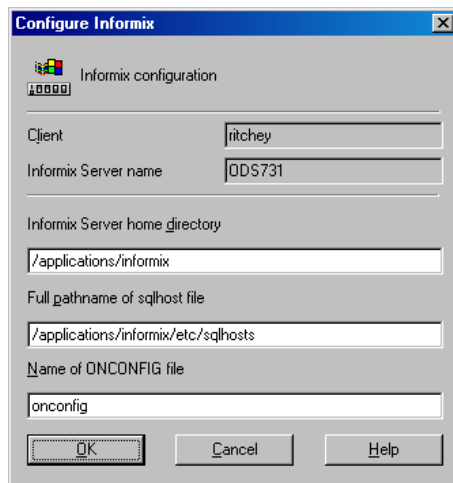 Configure Informix
Informix configuration
Client
ritchey
Informix Server name
ODS731
Informix Server home directory
/applications/informix
Full pathname of sqlhost file
/applications/informix/etc/sqlhosts
Name of ONCONFIG file
onconfig
OK Cancel Help